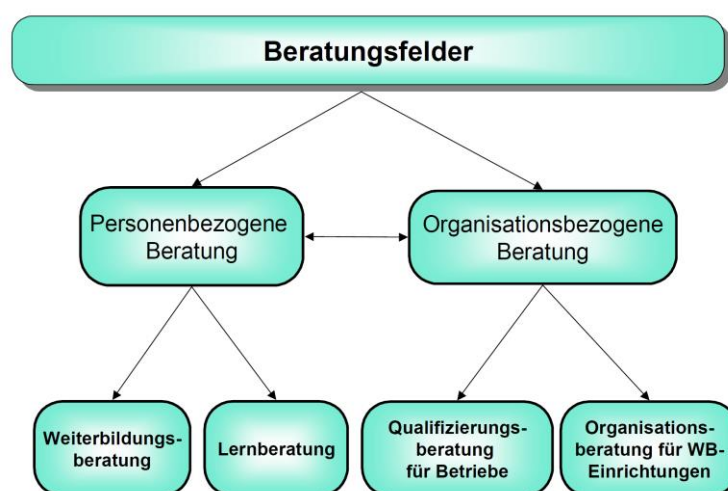 Beratungsfelder
Personenbezogene
Beratung
Organisationsbezogene
Beratung
Weiterbildungs-
beratung
Lernberatung
Qualifizierungs-
beratung
für Betriebe
Organisations-
beratung für WB-
Einrichtungen